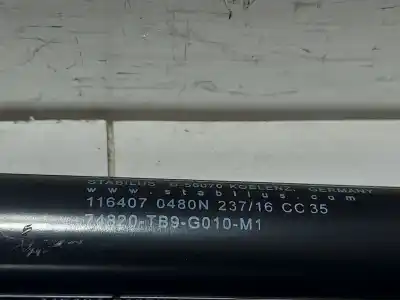 STABILUS D-56070 KOBLENZ, GERMANY
www.stabilus.com
116407 0480N 237/16 CC 35
74820-TB9-G010-M1